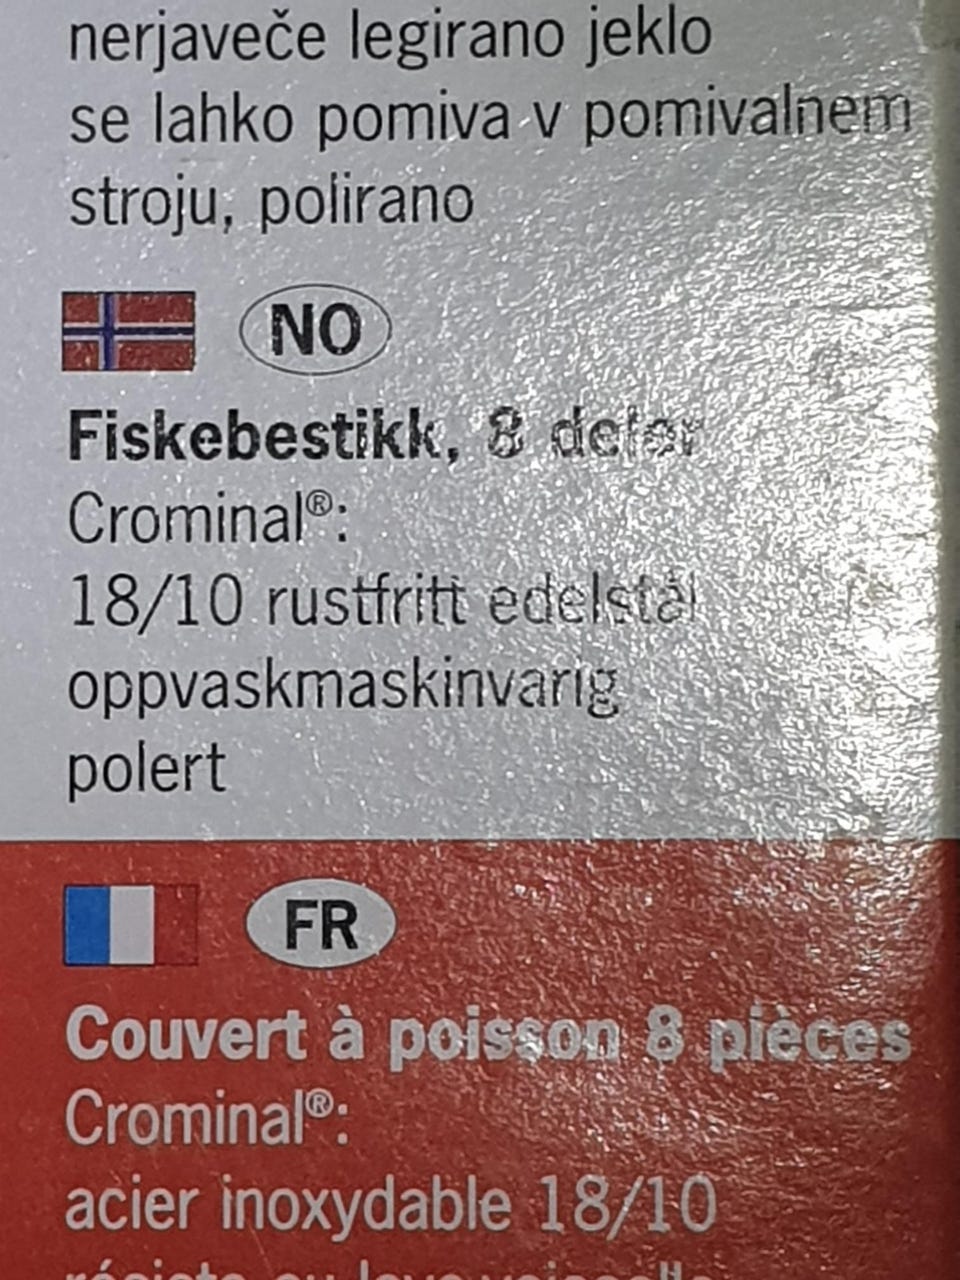 nerjaveče legirano jeklo
se lahko pomiva v pomivalnem
stroju, polirano
NO
Fiskebestikk, 8 deler
Crominal®:
18/10 rustfritt edelstål
oppvaskmaskinvarig
polert
FR
Couvert à poisson 8 pièces
Crominal®:
acier inoxydable 18/10